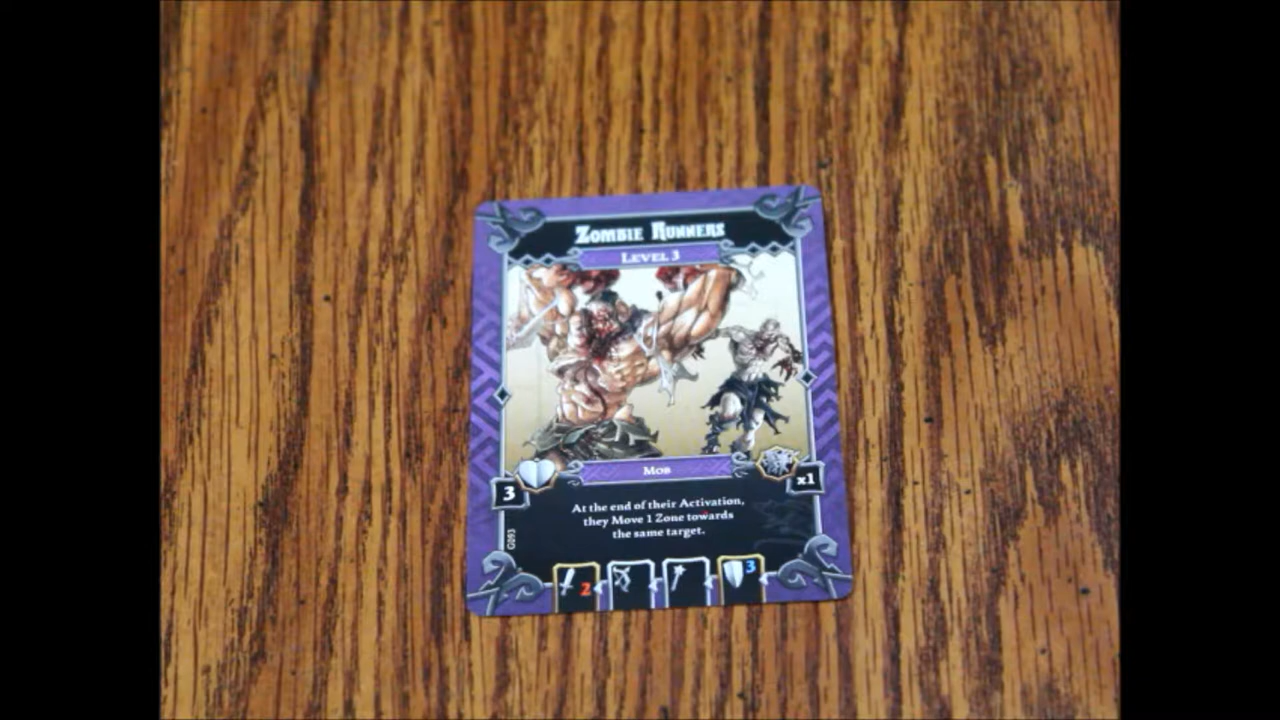 Zombie Runners
Level 3
Mob
3
x1
At the end of their Activation,
they Move 1 Zone towards
the same target.
G093
2
3